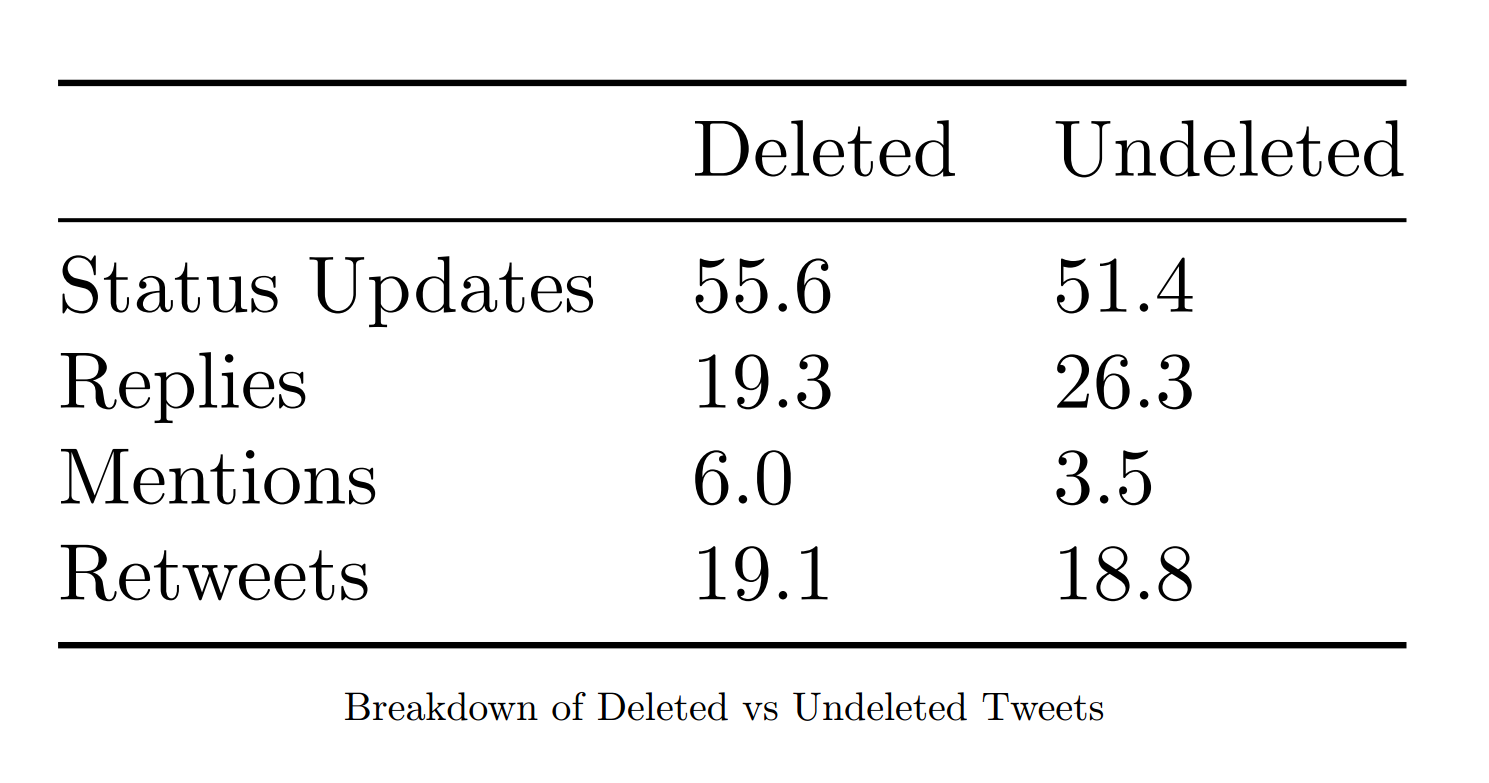 Deleted Undeleted
Status Updates 55.6 51.4
Replies 19.3 26.3
Mentions 6.0 3.5
Retweets 19.1 18.8
Breakdown of Deleted vs Undeleted Tweets